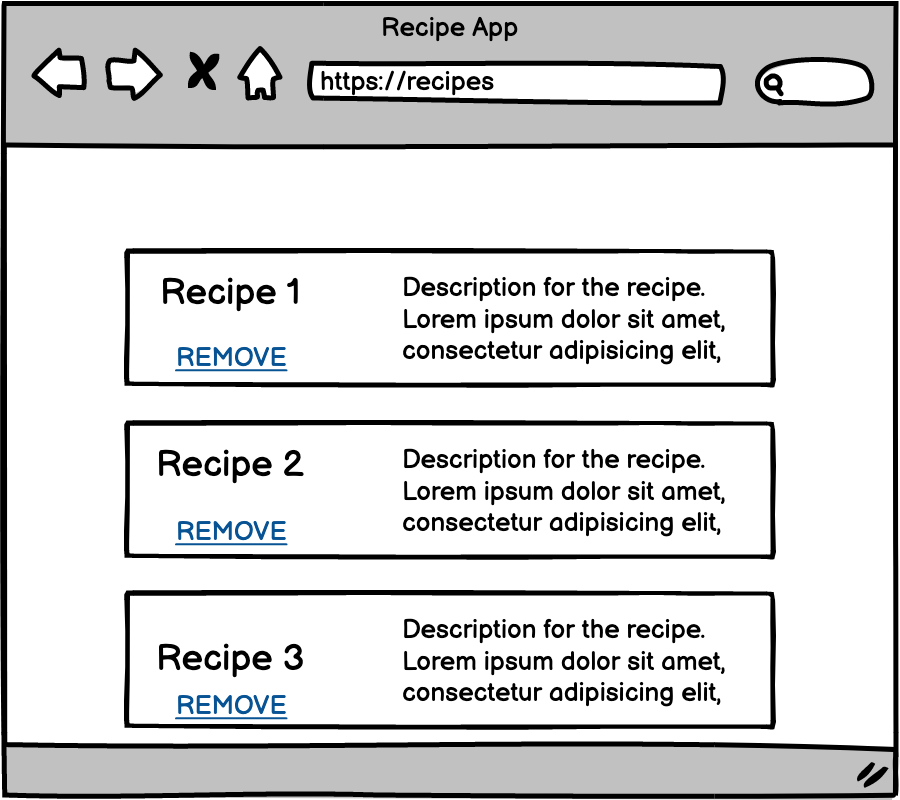 Recipe App
https://recipes
Recipe 1
REMOVE
Description for the recipe.
Lorem ipsum dolor sit amet,
consectetur adipisicing elit,
Recipe 2
REMOVE
Description for the recipe.
Lorem ipsum dolor sit amet,
consectetur adipisicing elit,
Recipe 3
REMOVE
Description for the recipe.
Lorem ipsum dolor sit amet,
consectetur adipisicing elit,